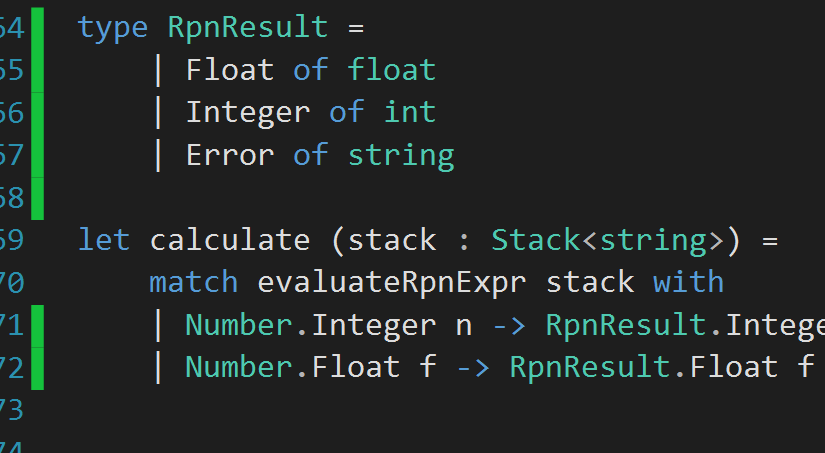 64 type RpnResult =
65 | Float of float
66 | Integer of int
67 | Error of string
68
69 let calculate (stack : Stack<string>) =
70 match evaluateRpnExpr stack with
71 | Number.Integer n -> RpnResult.Intege
72 | Number.Float f -> RpnResult.Float f
73
74